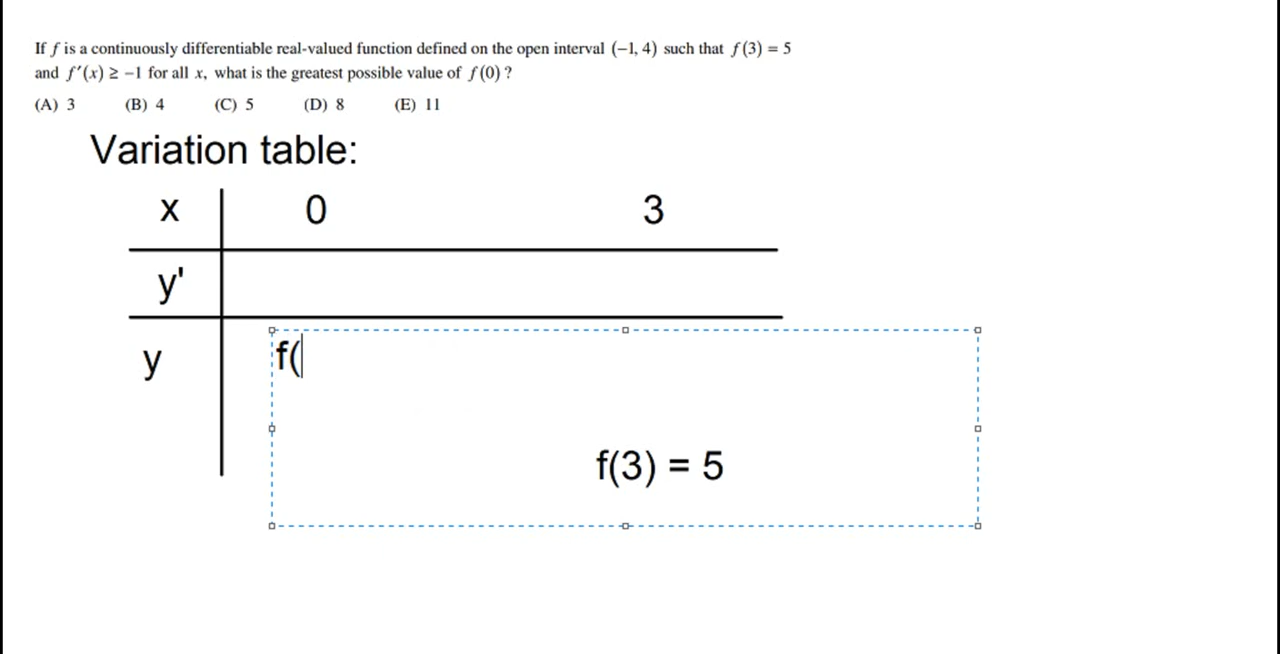 If f is a continuously differentiable real-valued function defined on the open interval (−1, 4) such that f(3) = 5
and f′(x) ≥ −1 for all x, what is the greatest possible value of f(0) ?
(A) 3 (B) 4 (C) 5 (D) 8 (E) 11
Variation table:
x 0 3
y'
y f(
f(3) = 5